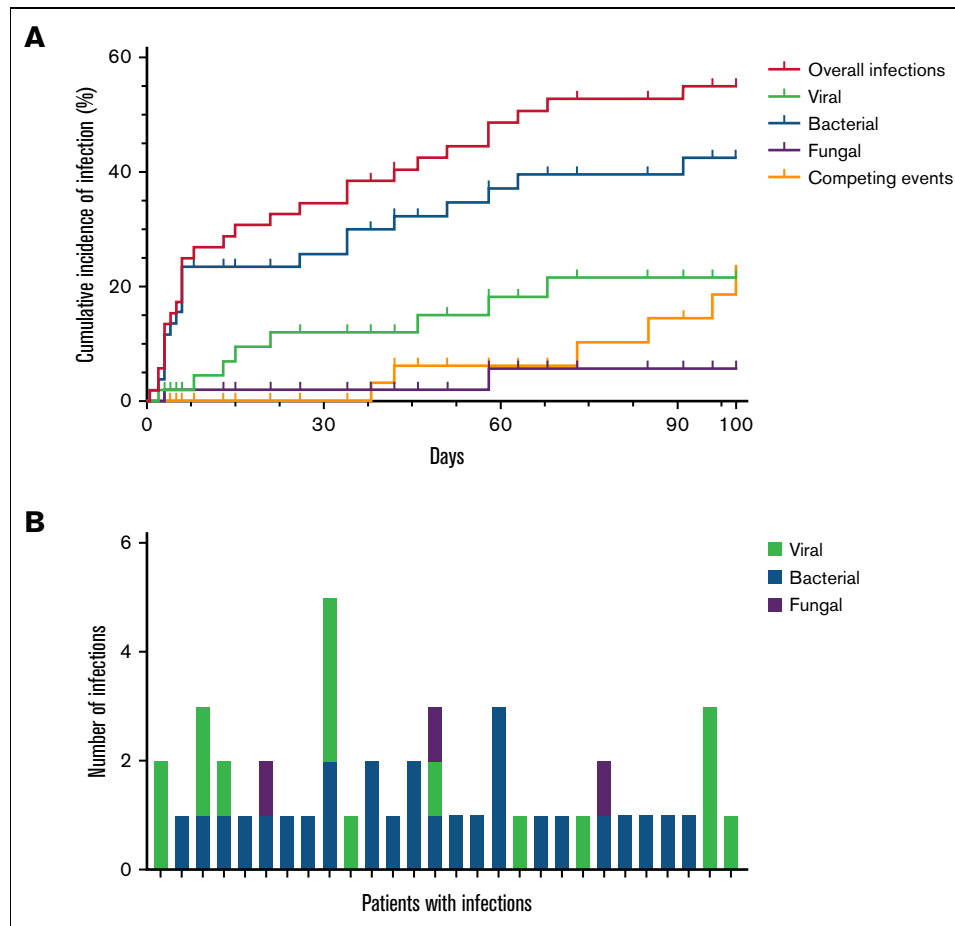 A
Cumulative incidence of infection (%)
60
40
20
0
0 30 60 90 100
Days
Overall infections
Viral
Bacterial
Fungal
Competing events
B
Number of infections
6
4
2
0
Patients with infections
Viral
Bacterial
Fungal